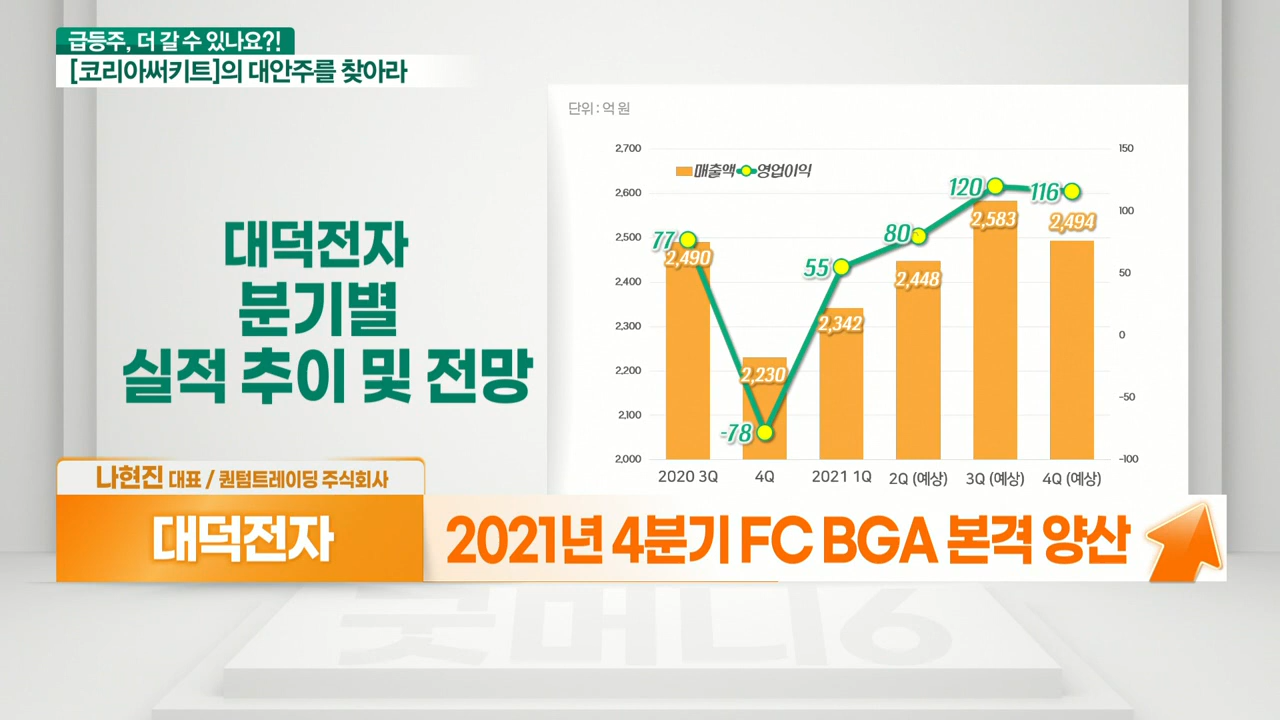 급등주, 더 갈 수 있나요?!
[코리아써키트]의 대안주를 찾아라
단위 : 억 원
대덕전자
분기별
실적 추이 및 전망
매출액 영업이익
2,700
2,600
2,500
2,400
2,300
2,200
2,100
2,000
150
100
50
0
-50
-100
77
-78
55
80
120
116
2,490
2,230
2,342
2,448
2,583
2,494
2020 3Q 4Q 2021 1Q 2Q (예상) 3Q (예상) 4Q (예상)
나현진 대표 / 퀀텀트레이딩 주식회사
대덕전자
2021년 4분기 FC BGA 본격 양산
굿머니6